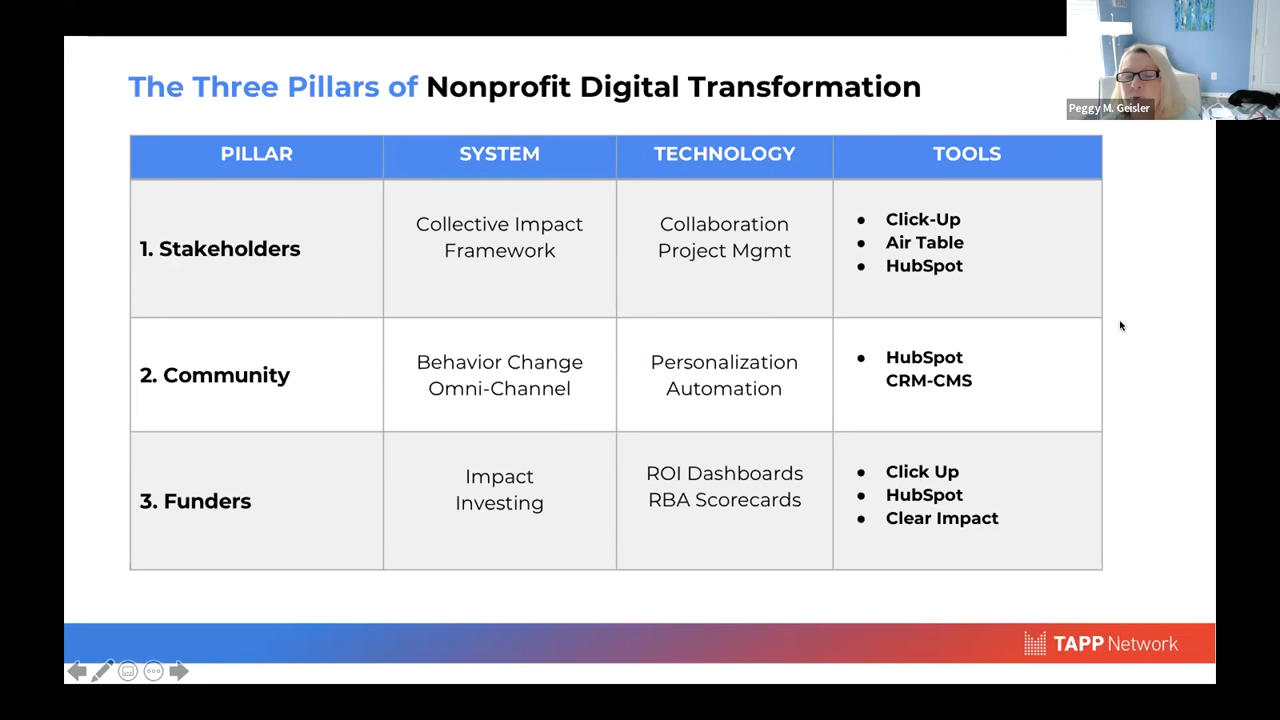 The Three Pillars of Nonprofit Digital Transformation
Peggy M. Geisler
PILLAR SYSTEM TECHNOLOGY TOOLS
1. Stakeholders
Collective Impact
Framework
Collaboration
Project Mgmt
● Click-Up
● Air Table
● HubSpot
2. Community
Behavior Change
Omni-Channel
Personalization
Automation
● HubSpot
CRM-CMS
3. Funders
Impact
Investing
ROI Dashboards
RBA Scorecards
● Click Up
● HubSpot
● Clear Impact
TAPP Network